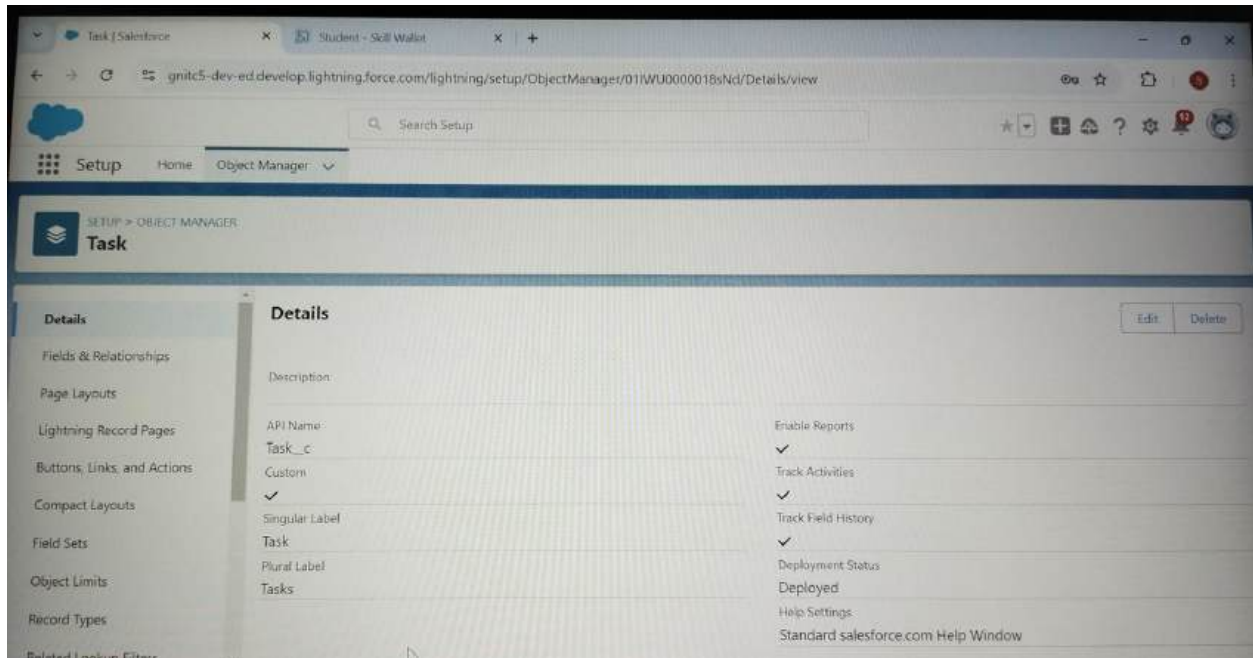 Task | Salesforce
Student - Skill Wallet
gnitc5-dev-ed.develop.lightning.force.com/lightning/setup/ObjectManager/01IWU0000018sNd/Details/view
Search Setup
12
Setup
Home
Object Manager
SETUP > OBJECT MANAGER
Task
Details
Fields & Relationships
Page Layouts
Lightning Record Pages
Buttons, Links, and Actions
Compact Layouts
Field Sets
Object Limits
Record Types
Related Lookup Filters
Details
Edit
Delete
Description
API Name
Task__c
Custom
Singular Label
Task
Plural Label
Tasks
Enable Reports
Track Activities
Track Field History
Deployment Status
Deployed
Help Settings
Standard salesforce.com Help Window